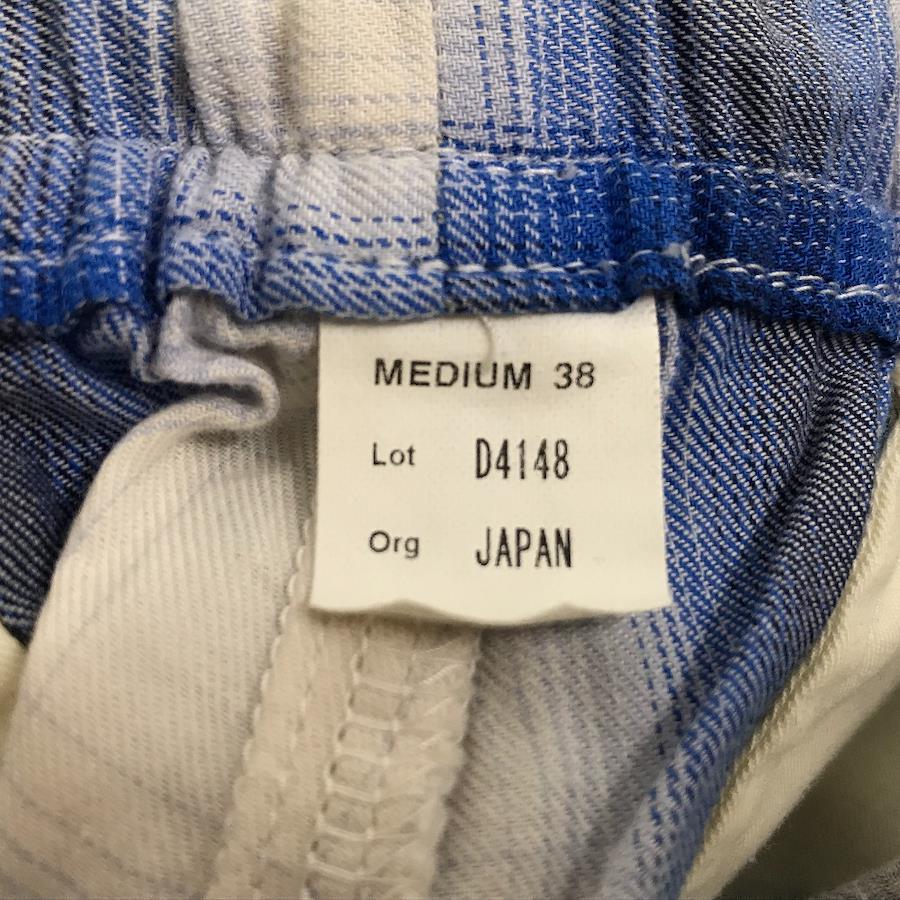 MEDIUM 38
Lot D4148
Org JAPAN